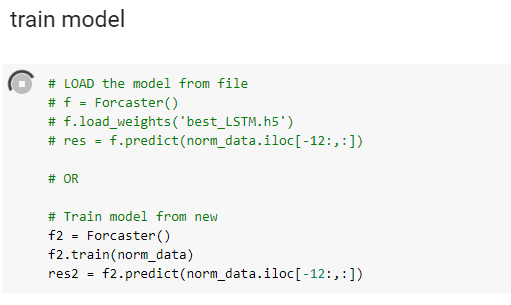 train model
# LOAD the model from file
# f = Forcaster()
# f.load_weights('best_LSTM.h5')
# res = f.predict(norm_data.iloc[-12:,:])
# OR
# Train model from new
f2 = Forcaster()
f2.train(norm_data)
res2 = f2.predict(norm_data.iloc[-12:,:])